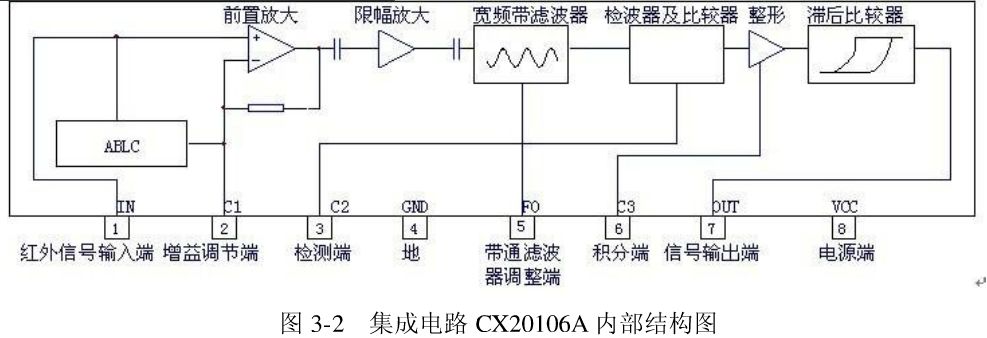 前置放大 限幅放大 宽频带滤波器 检波器及比较器 整形 滞后比较器
+
−
ABLC
IN C1 C2 GND FO C3 OUT VCC
1 2 3 4 5 6 7 8
红外信号输入端 增益调节端 检测端 地 带通滤波 积分端 信号输出端 电源端
器调整端
图 3-2 集成电路 CX20106A 内部结构图